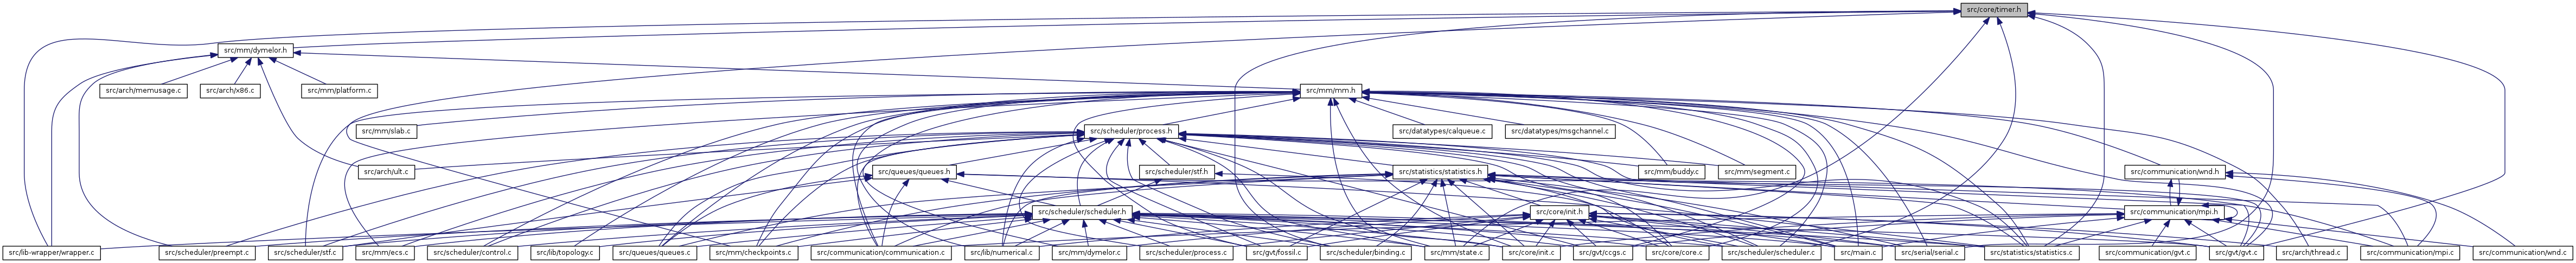 src/core/timer.h
src/mm/dymelor.h
src/arch/memusage.c
src/arch/x86.c
src/mm/platform.c
src/mm/mm.h
src/mm/slab.c
src/scheduler/process.h
src/datatypes/calqueue.c
src/datatypes/msgchannel.c
src/arch/ult.c
src/queues/queues.h
src/scheduler/stf.h
src/statistics/statistics.h
src/mm/buddy.c
src/mm/segment.c
src/communication/wnd.h
src/scheduler/scheduler.h
src/core/init.h
src/communication/mpi.h
src/lib-wrapper/wrapper.c
src/scheduler/preempt.c
src/scheduler/stf.c
src/mm/ecs.c
src/scheduler/control.c
src/lib/topology.c
src/queues/queues.c
src/mm/checkpoints.c
src/communication/communication.c
src/lib/numerical.c
src/mm/dymelor.c
src/scheduler/process.c
src/gvt/fossil.c
src/scheduler/binding.c
src/mm/state.c
src/core/init.c
src/gvt/ccgs.c
src/core/core.c
src/scheduler/scheduler.c
src/main.c
src/serial/serial.c
src/statistics/statistics.c
src/communication/gvt.c
src/gvt/gvt.c
src/arch/thread.c
src/communication/mpi.c
src/communication/wnd.c